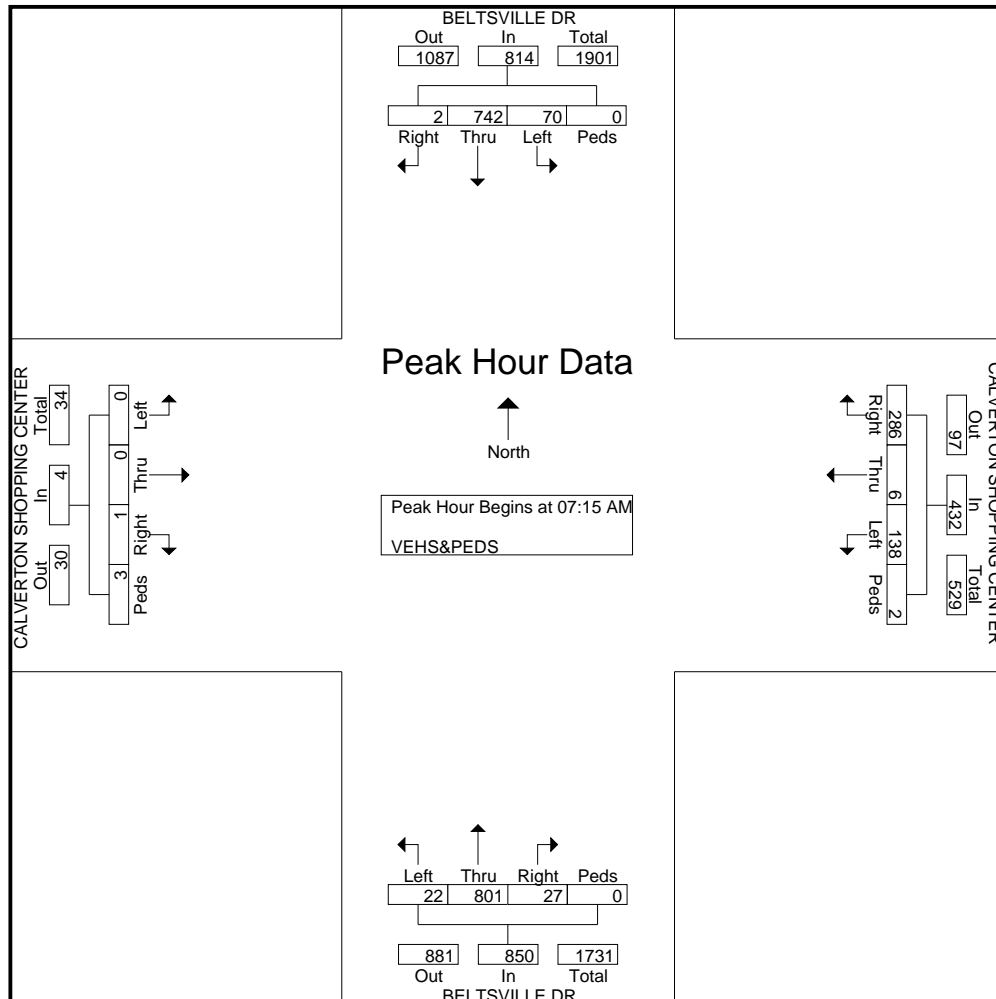 BELTSVILLE DR
Out In Total
1087 814 1901
2 742 70 0
Right Thru Left Peds
Peak Hour Data
North
Peak Hour Begins at 07:15 AM
VEHS&PEDS
CALVERTON SHOPPING CENTER
Total In Out
34 4 30
0 0 1 3
Left Thru Right Peds
Right Thru Left Peds
286 6 138 2
97 432 529
Out In Total
CALVERTON SHOPPING CENTER
Left Thru Right Peds
22 801 27 0
881 850 1731
Out In Total
BELTSVILLE DR